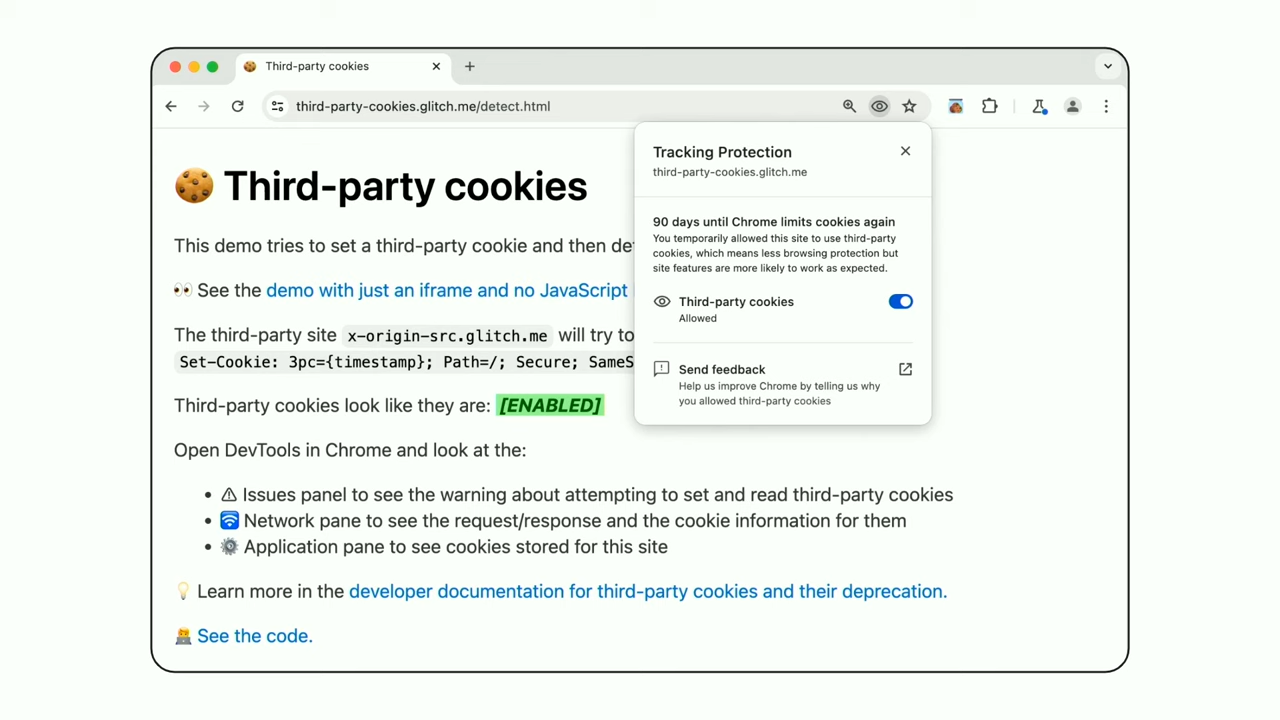 Third-party cookies
third-party-cookies.glitch.me/detect.html
Tracking Protection
third-party-cookies.glitch.me
90 days until Chrome limits cookies again
You temporarily allowed this site to use third-party
cookies, which means less browsing protection but
site features are more likely to work as expected.
Third-party cookies
Allowed
Send feedback
Help us improve Chrome by telling us why
you allowed third-party cookies
Third-party cookies
This demo tries to set a third-party cookie and then
See the demo with just an iframe and no JavaScript
The third-party site x-origin-src.glitch.me will try to
Set-Cookie: 3pc={timestamp}; Path=/; Secure; SameS
Third-party cookies look like they are: [ENABLED]
Open DevTools in Chrome and look at the:
• ⚠ Issues panel to see the warning about attempting to set and read third-party cookies
• Network pane to see the request/response and the cookie information for them
• Application pane to see cookies stored for this site
Learn more in the developer documentation for third-party cookies and their deprecation.
See the code.